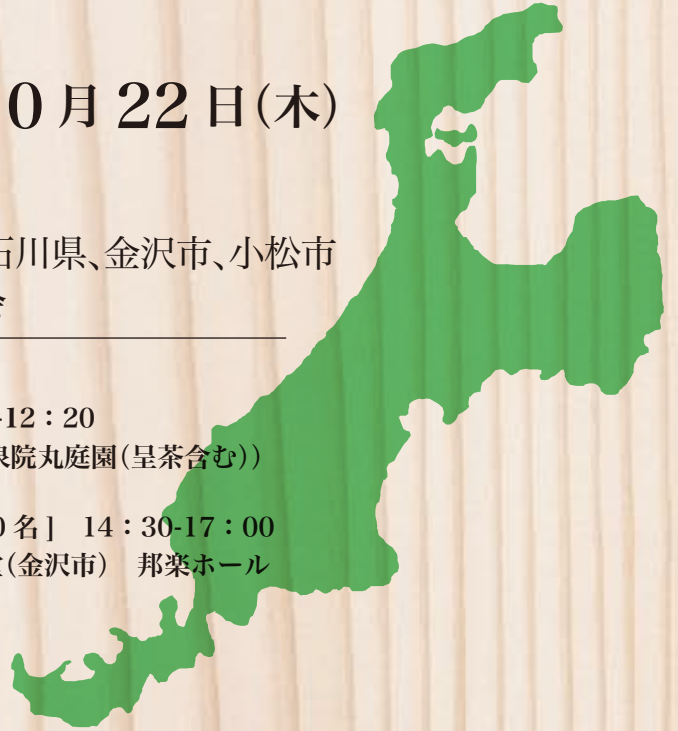 0月22日(木)
石川県、金沢市、小松市
-12：20
泉院丸庭園(呈茶含む))
0名] 14：30-17：00
(金沢市) 邦楽ホール